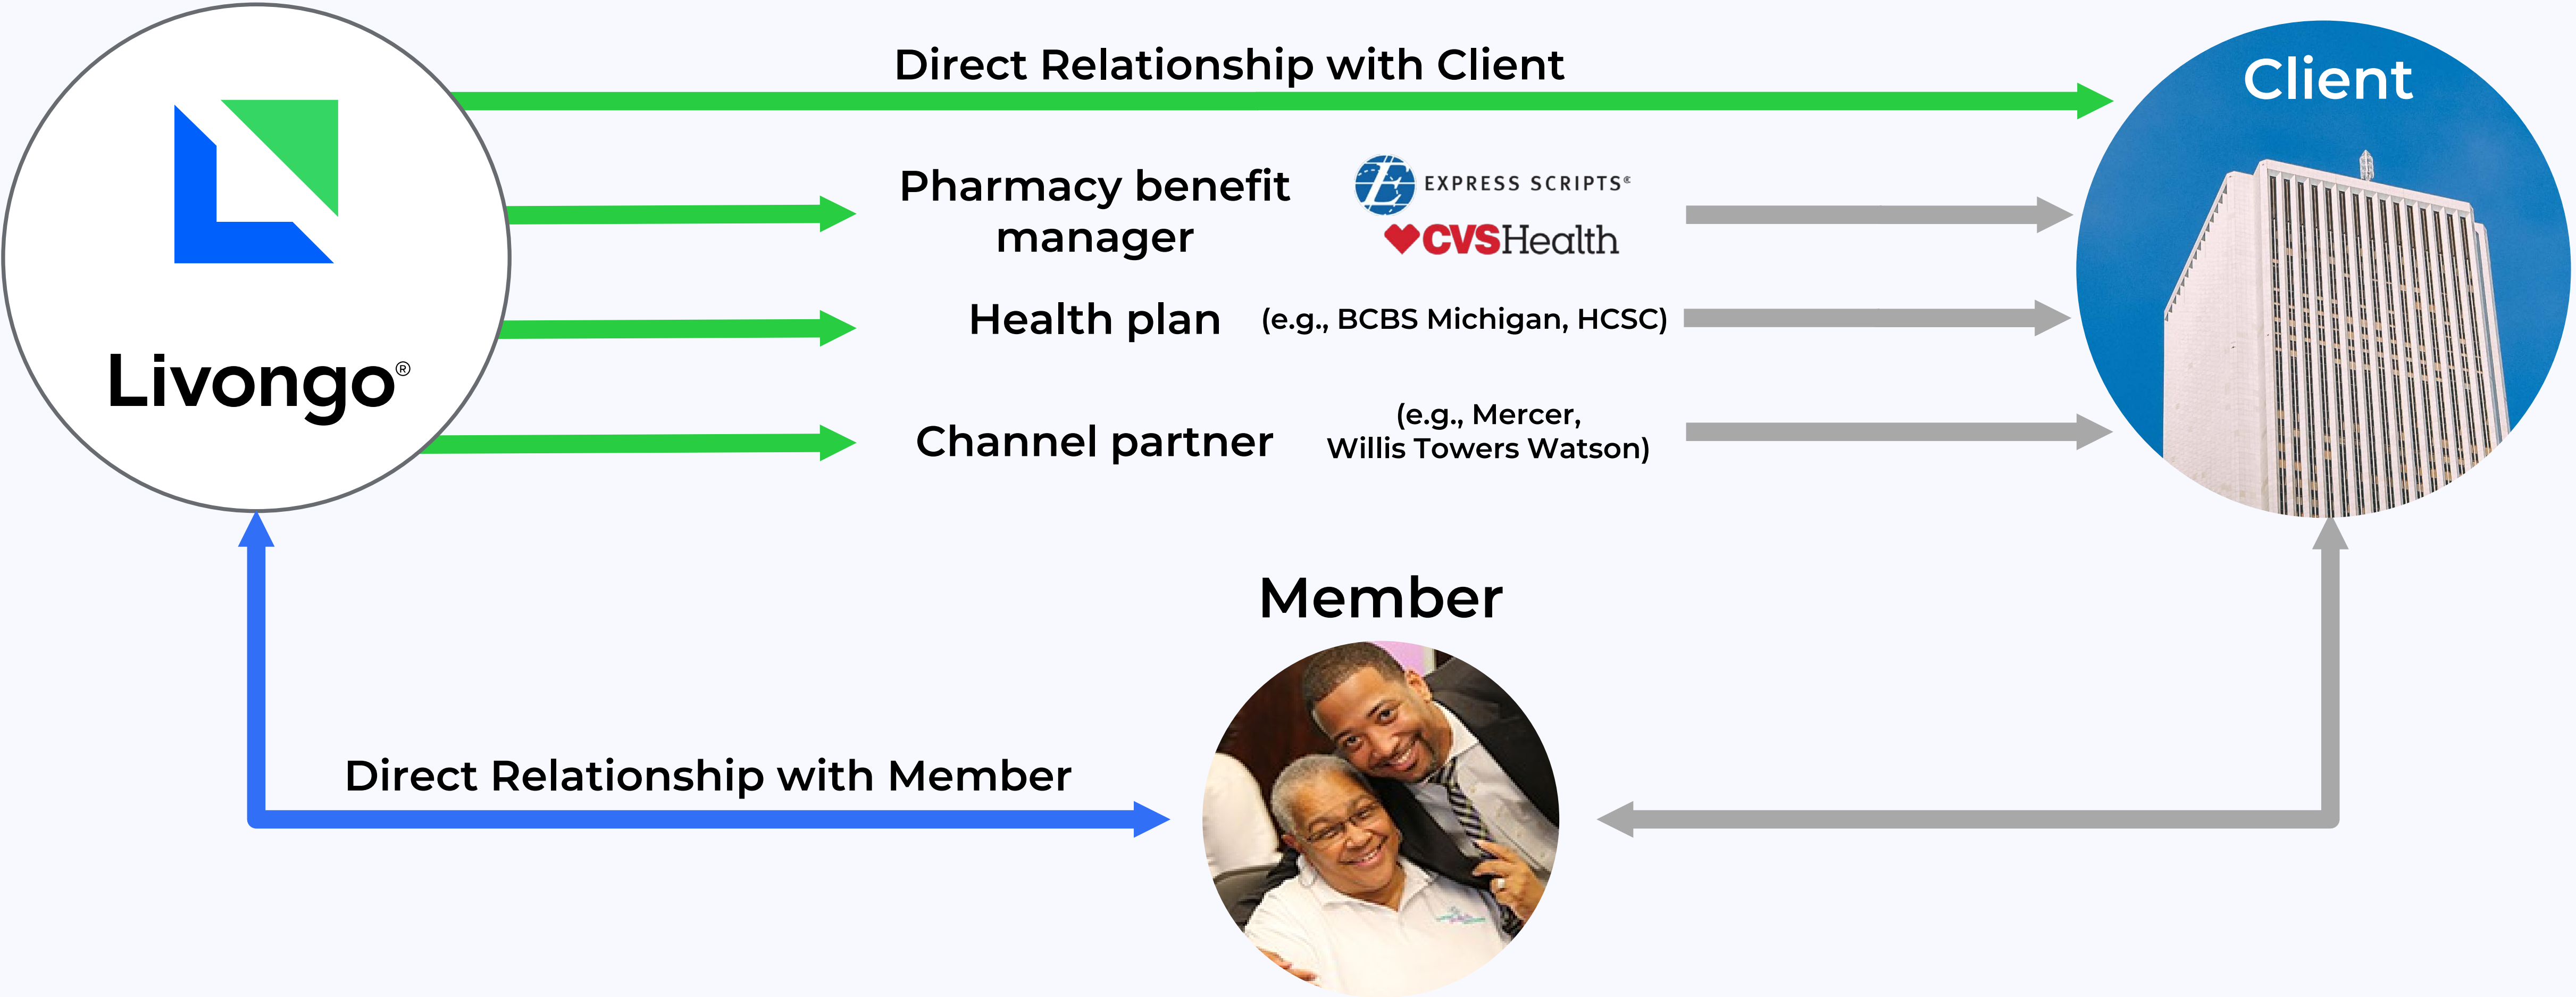 Direct Relationship with Client
Client
Pharmacy benefit
manager
EXPRESS SCRIPTS®
CVSHealth
Health plan (e.g., BCBS Michigan, HCSC)
Livongo®
Channel partner
(e.g., Mercer,
Willis Towers Watson)
Member
Direct Relationship with Member